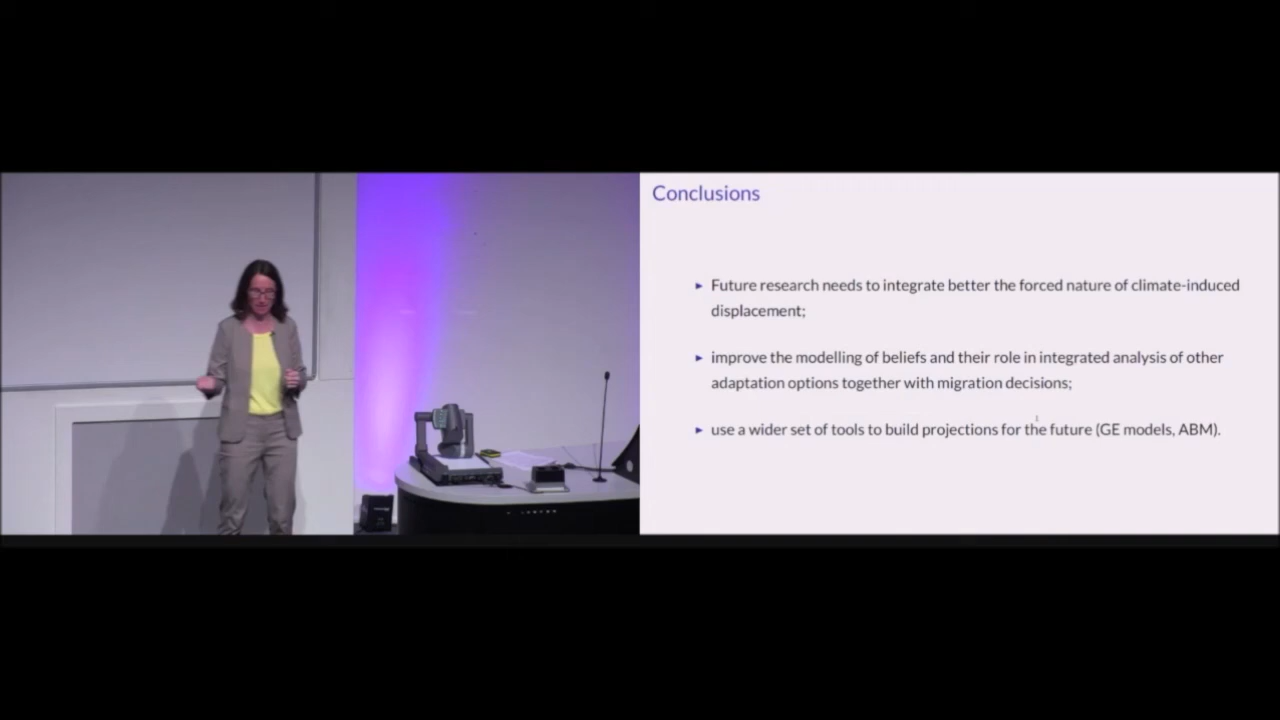 Conclusions
Future research needs to integrate better the forced nature of climate-induced
displacement;
improve the modelling of beliefs and their role in integrated analysis of other
adaptation options together with migration decisions;
use a wider set of tools to build projections for the future (GE models, ABM).